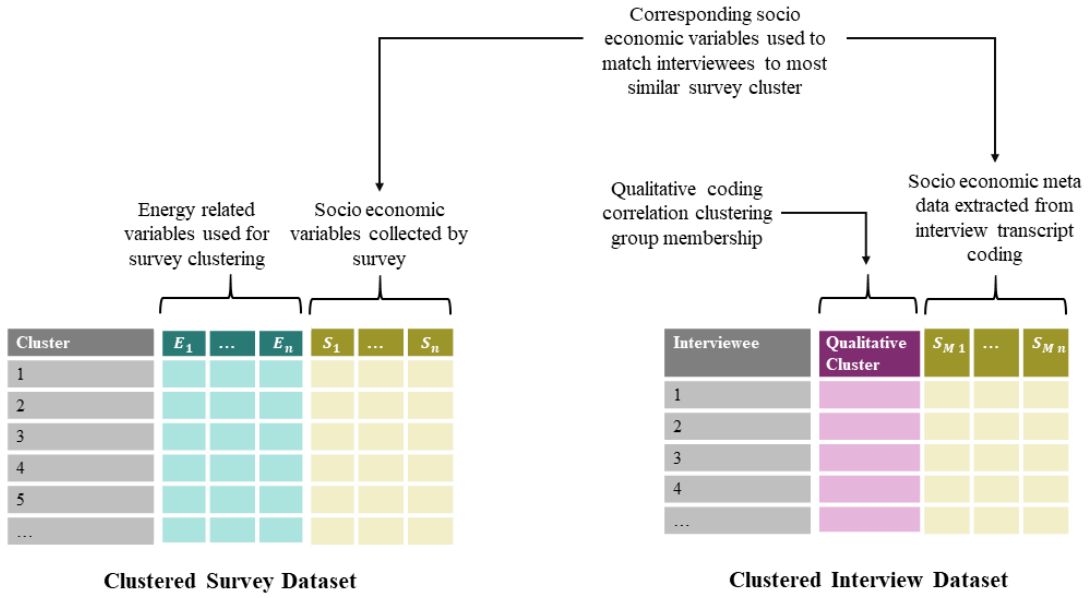 Corresponding socio
economic variables used to
match interviewees to most
similar survey cluster
Energy related
variables used for
survey clustering
Socio economic
variables collected by
survey
Qualitative coding
correlation clustering
group membership
Socio economic meta
data extracted from
interview transcript
coding
Cluster E₁ ... Eₙ S₁ ... Sₙ
1
2
3
4
5
...
Clustered Survey Dataset
Interviewee Qualitative Cluster S_{M 1} ... S_{M n}
1
2
3
4
...
Clustered Interview Dataset